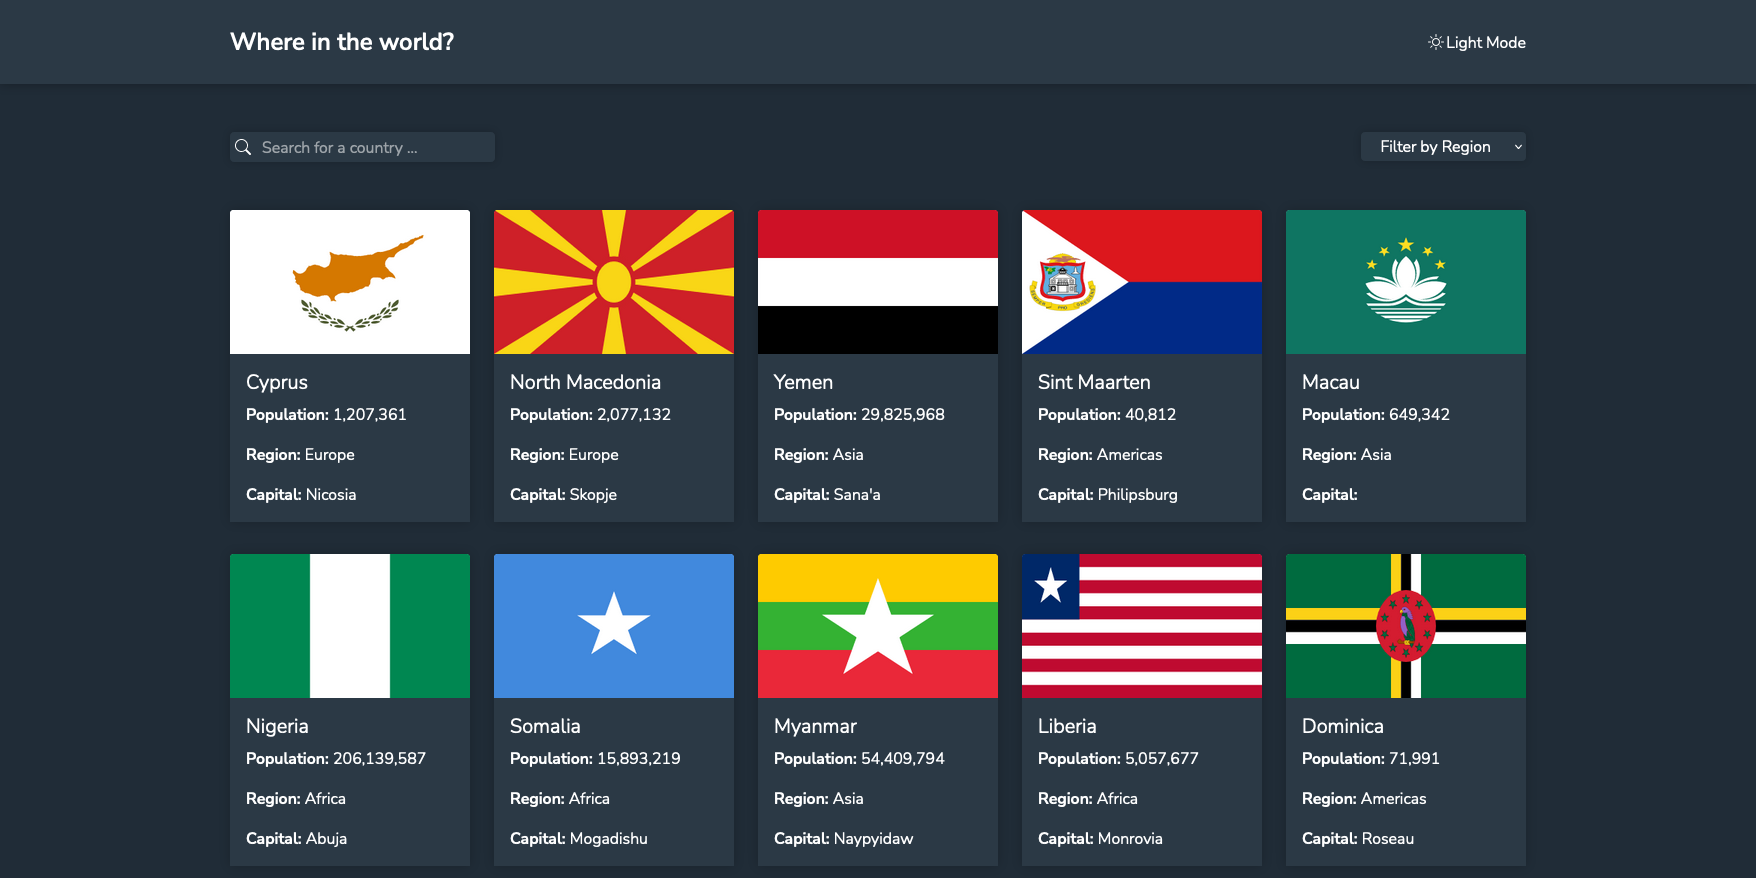 Where in the world?
Light Mode
Search for a country ...
Filter by Region
Cyprus
Population: 1,207,361
Region: Europe
Capital: Nicosia
North Macedonia
Population: 2,077,132
Region: Europe
Capital: Skopje
Yemen
Population: 29,825,968
Region: Asia
Capital: Sana'a
Sint Maarten
Population: 40,812
Region: Americas
Capital: Philipsburg
Macau
Population: 649,342
Region: Asia
Capital:
Nigeria
Population: 206,139,587
Region: Africa
Capital: Abuja
Somalia
Population: 15,893,219
Region: Africa
Capital: Mogadishu
Myanmar
Population: 54,409,794
Region: Asia
Capital: Naypyidaw
Liberia
Population: 5,057,677
Region: Africa
Capital: Monrovia
Dominica
Population: 71,991
Region: Americas
Capital: Roseau